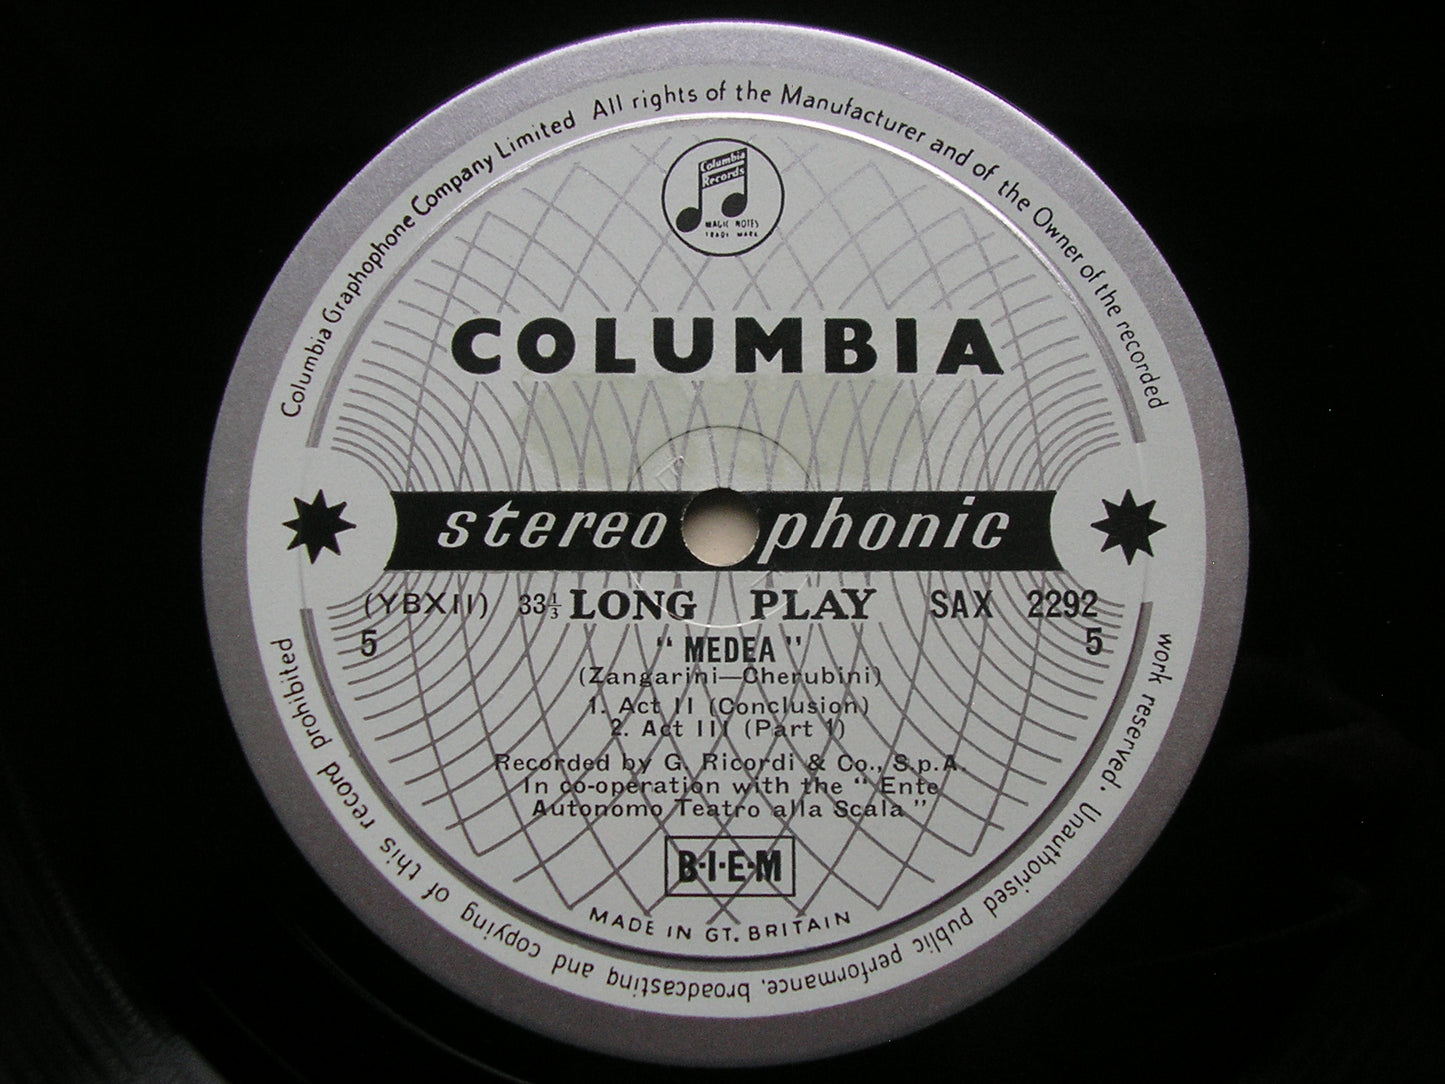 Columbia Graphophone Company Limited All rights of the Manufacturer and of the Owner of the recorded
work reserved. Unauthorised public performance, broadcasting and copying of this record prohibited
Columbia
Records
MAGIC NOTES
TRADE MARK
COLUMBIA
stereophonic
(YBXII) 33⅓ LONG PLAY SAX 2292
5 5
“ MEDEA ”
(Zangarini—Cherubini)
1. Act II (Conclusion)
2. Act III (Part 1)
Recorded by G. Ricordi & Co., S.p.A.
In co-operation with the “ Ente
Autonomo Teatro alla Scala ”
B·I·E·M
MADE IN GT. BRITAIN